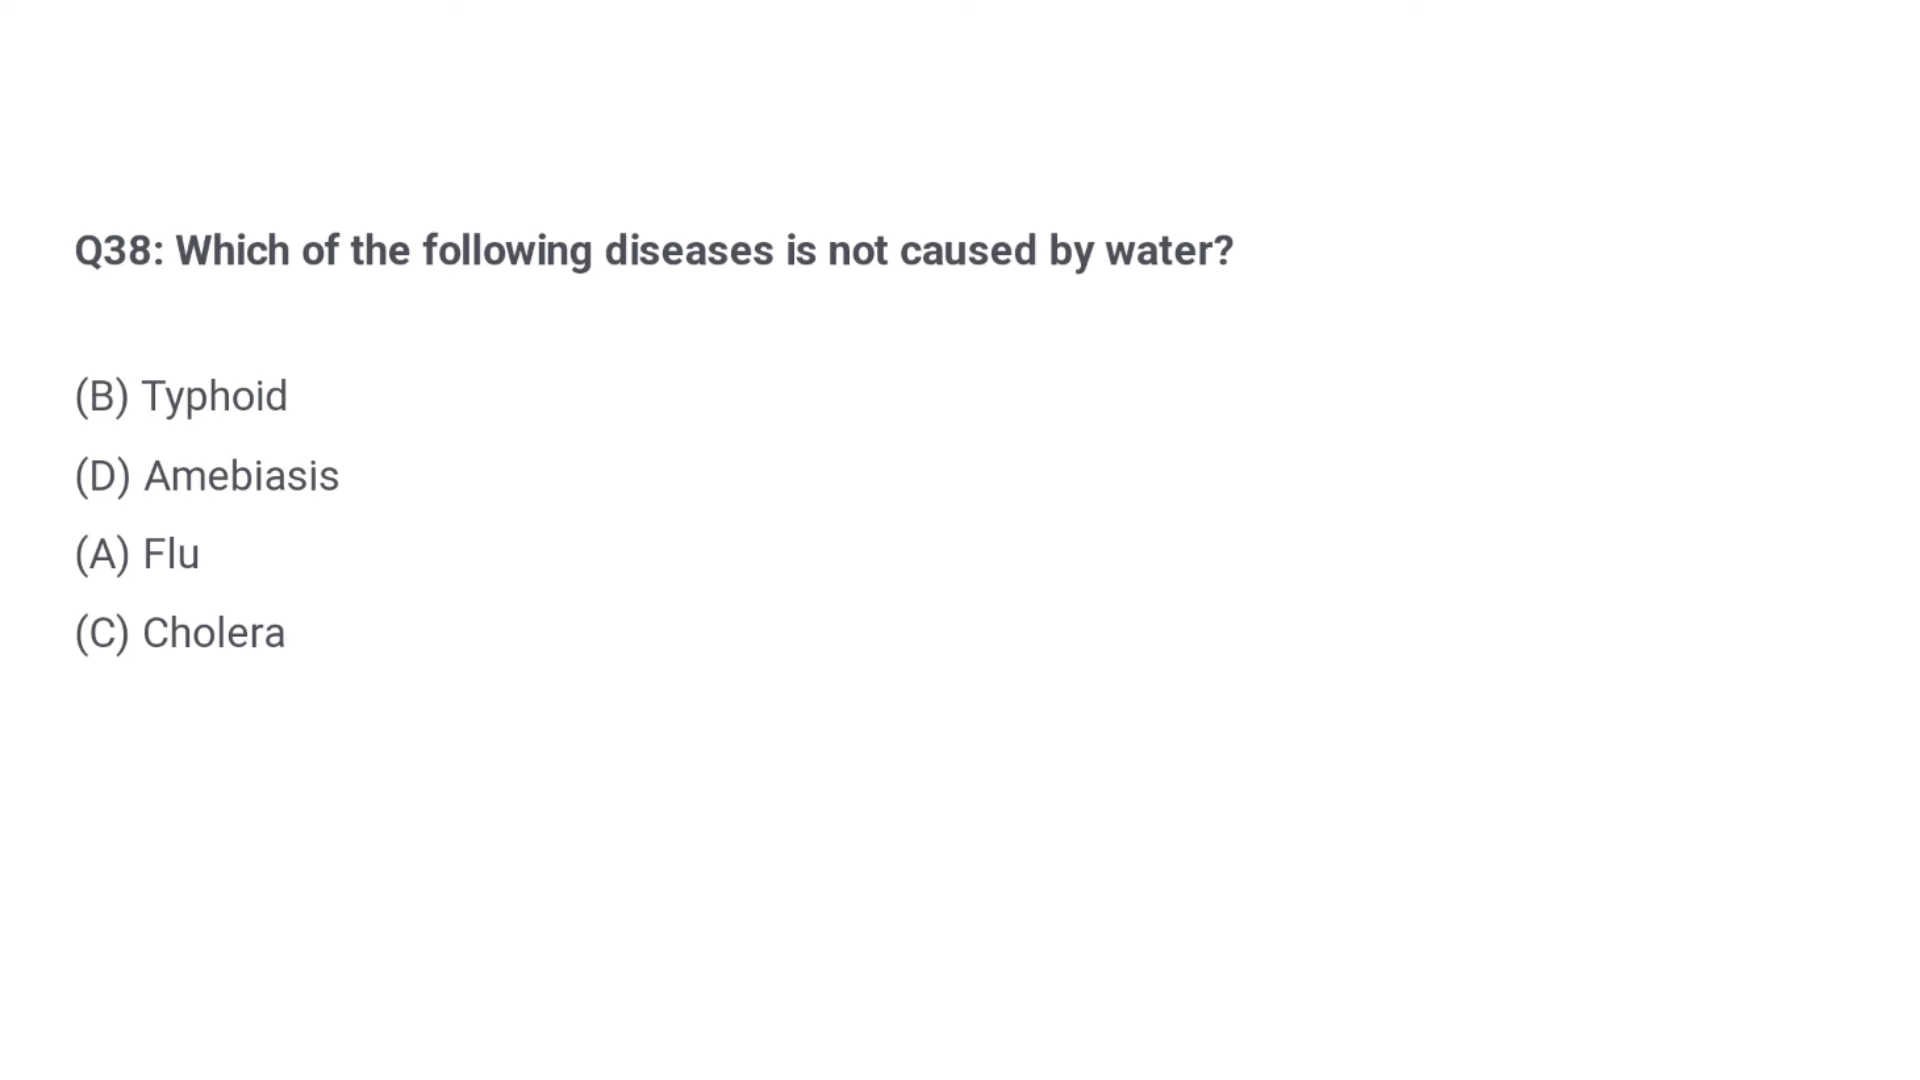 Q38: Which of the following diseases is not caused by water?
(B) Typhoid
(D) Amebiasis
(A) Flu
(C) Cholera